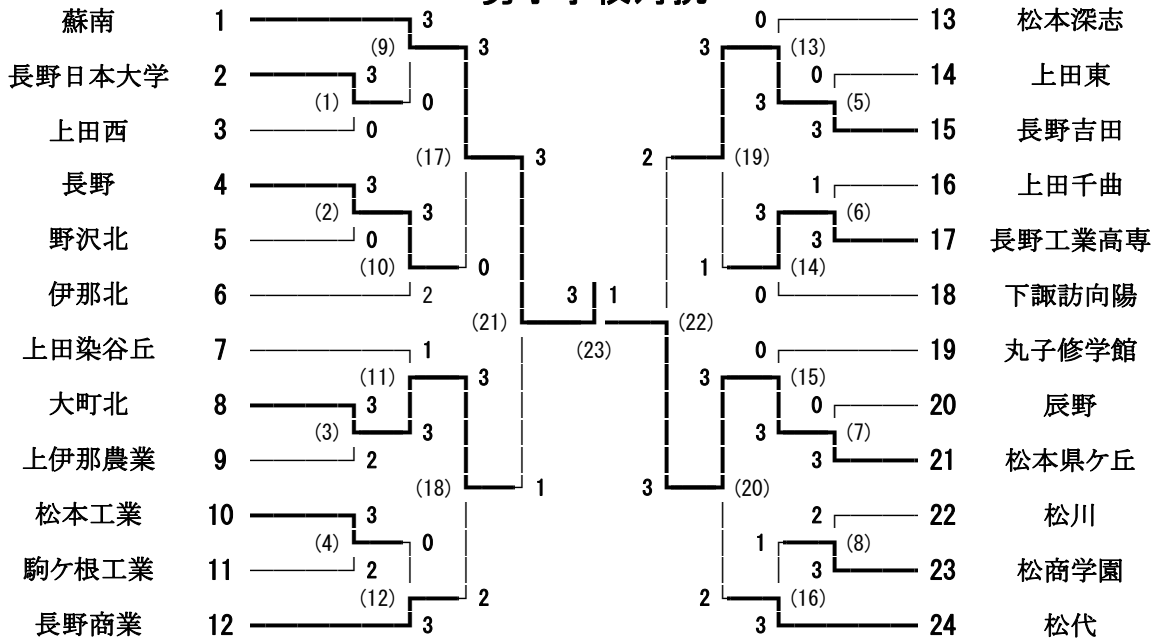 蘇南 1 3 0 13 松本深志
(9) 3 3 (13)
長野日本大学 2 3 0 14 上田東
(1) 0 3 (5)
上田西 3 0 3 15 長野吉田
(17) 3 2 (19)
長野 4 3 1 16 上田千曲
(2) 3 3 (6)
野沢北 5 0 3 17 長野工業高専
(10) 0 1 (14)
伊那北 6 2 3 1 0 18 下諏訪向陽
(21) (22)
上田染谷丘 7 1 (23) 0 19 丸子修学館
(11) 3 3 (15)
大町北 8 3 0 20 辰野
(3) 3 3 (7)
上伊那農業 9 2 3 21 松本県ケ丘
(18) 1 3 (20)
松本工業 10 3 2 22 松川
(4) 0 1 (8)
駒ケ根工業 11 2 3 23 松商学園
(12) 2 2 (16)
長野商業 12 3 3 24 松代